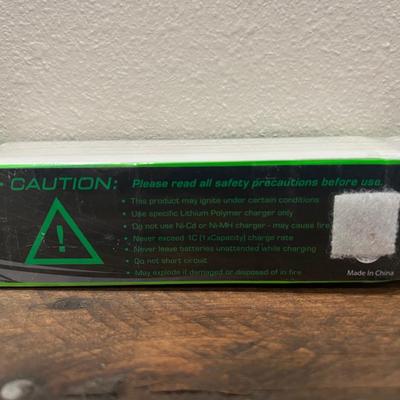 • CAUTION: Please read all safety precautions before use.
• This product may ignite under certain conditions
• Use specific Lithium Polymer charger only
• Do not use Ni-Cd or Ni-MH charger - may cause fire
• Never exceed 1C (1xCapacity) charge rate
• Never leave batteries unattended while charging
• Do not short circuit
• May explode if damaged or disposed of in fire
!
Made In China